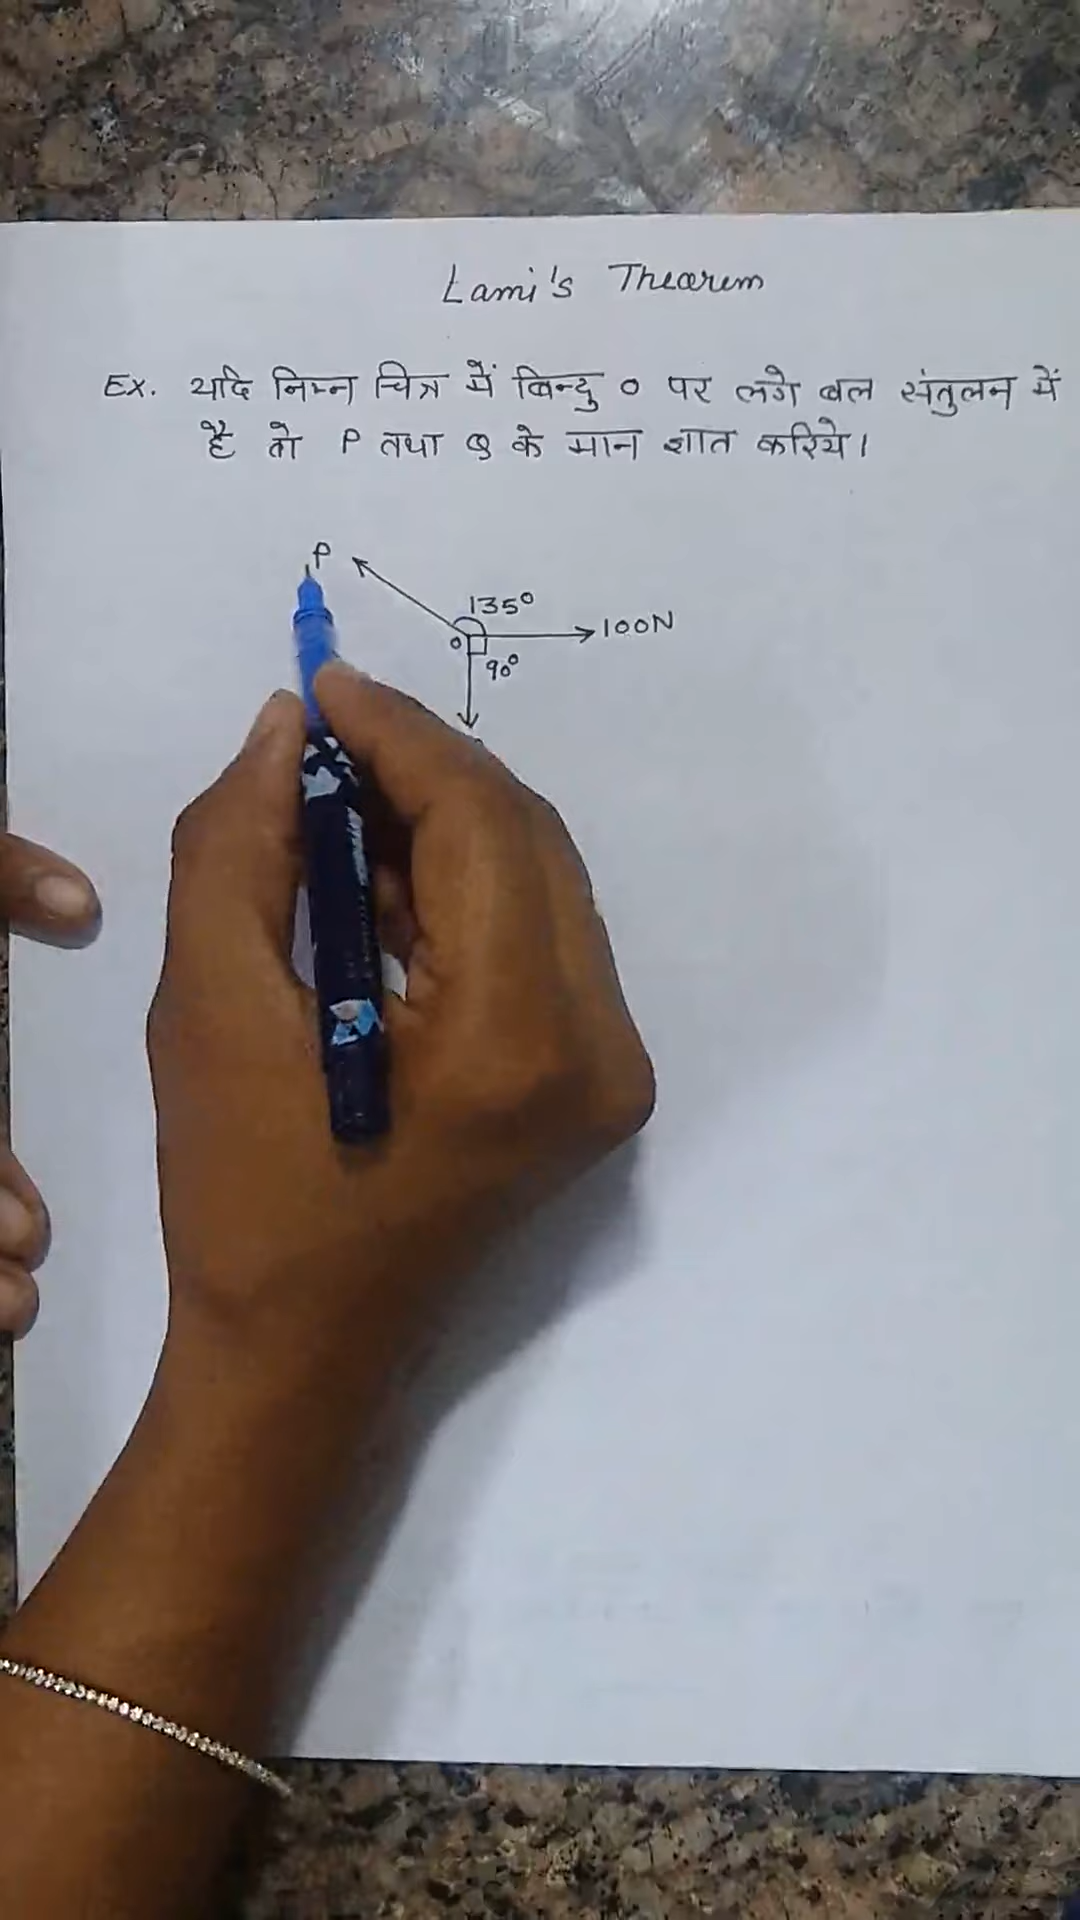 Lami's Thearem
Ex. यदि निम्न चित्र में बिन्दु O पर लगे बल संतुलन में
है तो P तथा Q के मान ज्ञात करिये।
P
135°
100N
O
90°